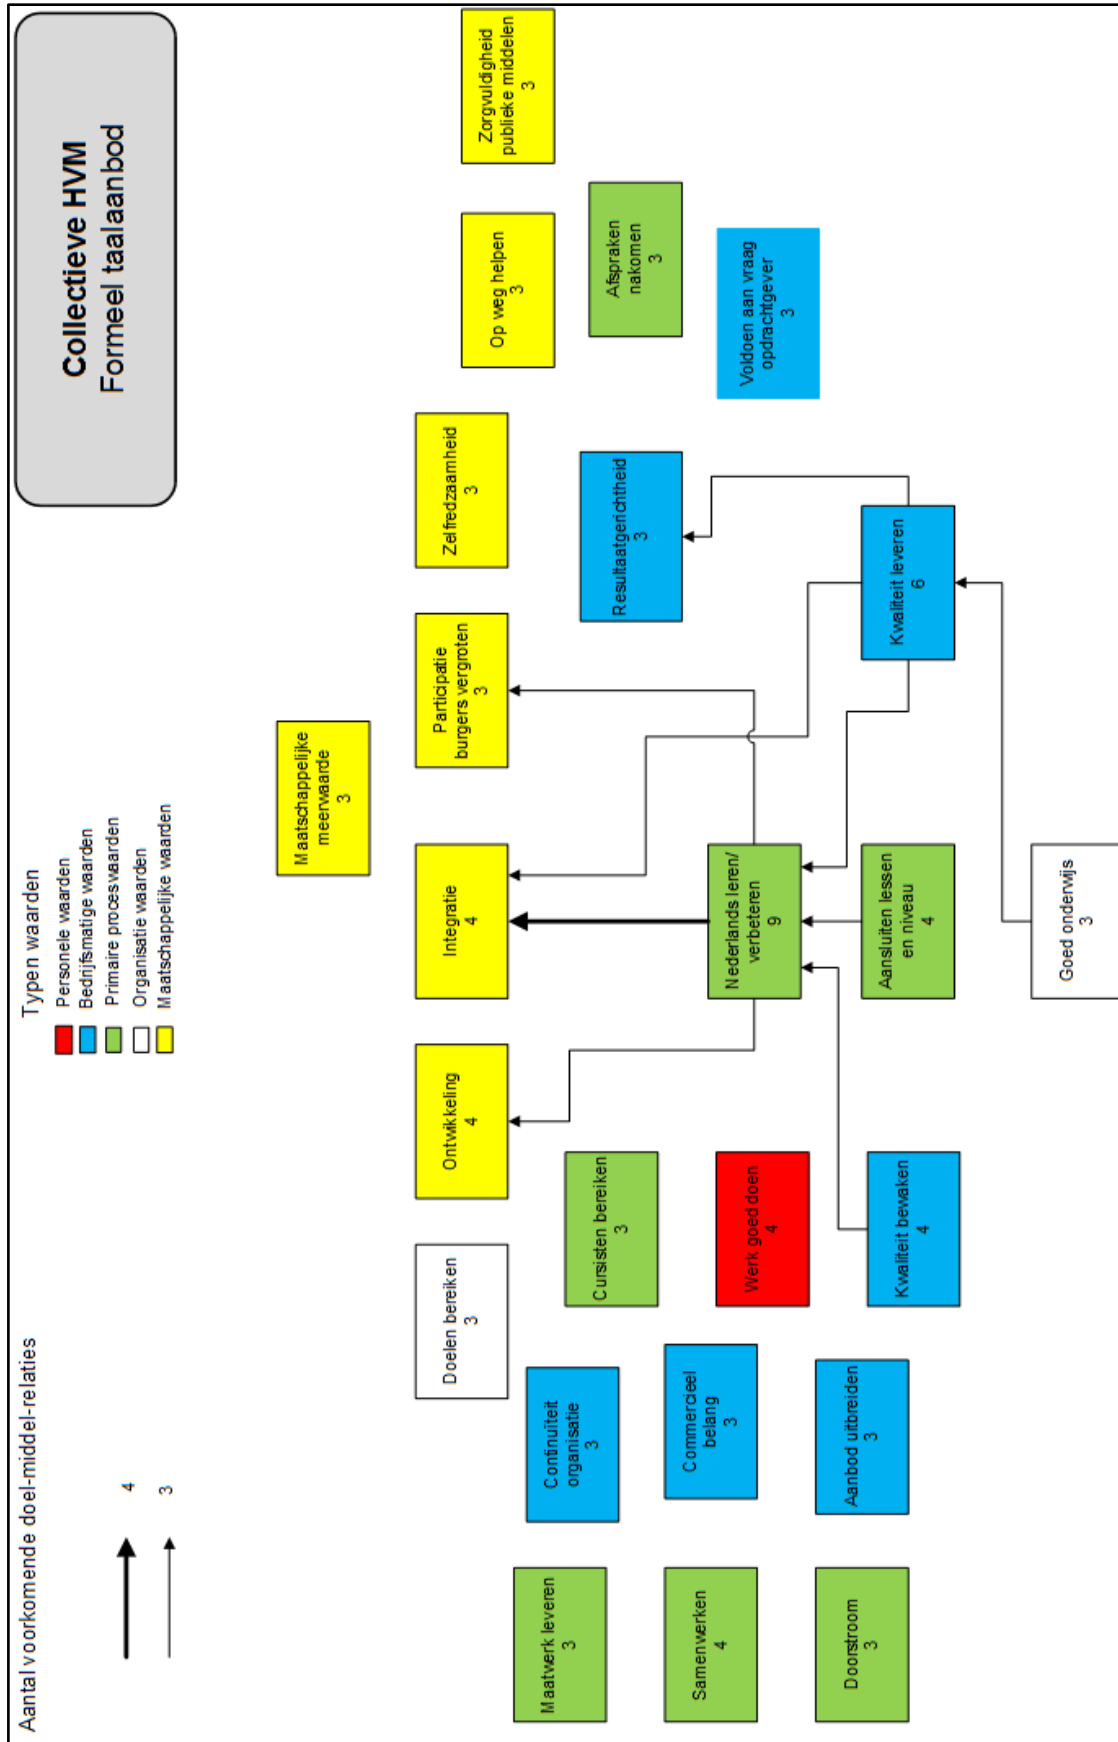 Aantal voorkomende doel-middel-relaties
4
3
Typen waarden
Personele waarden
Bedrijfsmatige waarden
Primaire proces waarden
Organisatie waarden
Maatschappelijke waarden
Collectieve HVM
Formeel taalaanbod
Maatschappelijke
meerwaarde
3
Doelen bereiken
3
Ontwikkeling
4
Integratie
4
Participatie
burgers vergroten
3
Zelfredzaamheid
3
Op weg helpen
3
Zorgvuldigheid
publieke middelen
3
Maatwerk leveren
3
Continuïteit
organisatie
3
Cursisten bereiken
3
Resultaatgerichtheid
3
Afspraken
nakomen
3
Samenwerken
4
Commercieel
belang
3
Werk goed doen
4
Nederlands leren/
verbeteren
9
Voldoen aan vraag
opdrachtgever
3
Doorstroom
3
Aanbod uitbreiden
3
Kwaliteit bewaken
4
Aansluiten lessen
en niveau
4
Kwaliteit leveren
6
Goed onderwijs
3